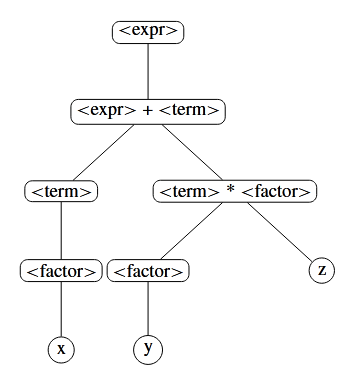 <expr>
<expr> + <term>
<term> <term> * <factor>
<factor> <factor> z
x y